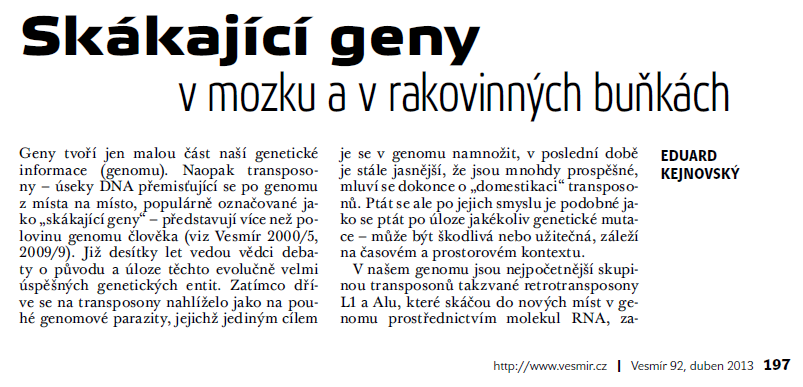 Skákající geny
v mozku a v rakovinných buňkách
Geny tvoří jen malou část naší genetické
informace (genomu). Naopak transposo-
ny – úseky DNA přemisťující se po genomu
z místa na místo, populárně označované ja-
ko „skákající geny“ – představují více než po-
lovinu genomu člověka (viz Vesmír 2000/5,
2009/9). Již desítky let vedou vědci deba-
ty o původu a úloze těchto evolučně velmi
úspěšných genetických entit. Zatímco dří-
ve se na transposony nahlíželo jako na pou-
hé genomové parazity, jejichž jediným cílem
je se v genomu namnožit, v poslední době
je stále jasnější, že jsou mnohdy prospěšné,
mluví se dokonce o „domestikaci“ transposo-
nů. Ptát se ale po jejich smyslu je podobné ja-
ko se ptát po úloze jakékoliv genetické muta-
ce – může být škodlivá nebo užitečná, záleží
na časovém a prostorovém kontextu.
V našem genomu jsou nejpočetnější skupi-
nou transposonů takzvané retrotransposony
L1 a Alu, které skáčou do nových míst v ge-
nomu prostřednictvím molekul RNA, za-
EDUARD
KEJNOVSKÝ
http://www.vesmir.cz | Vesmír 92, duben 2013 197